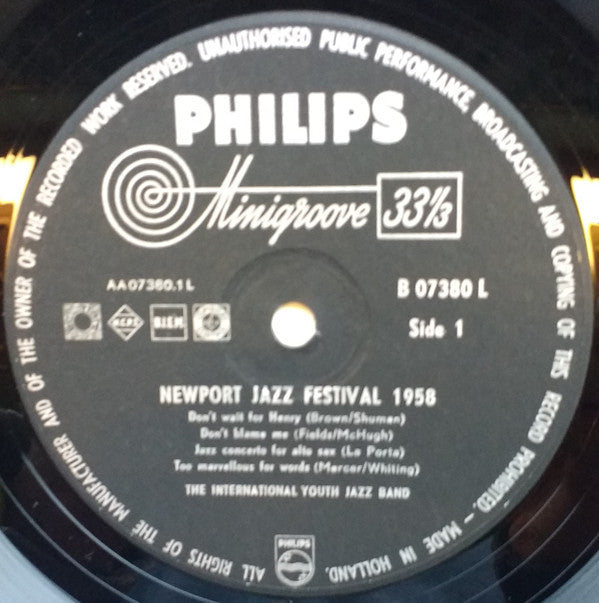 ALL RIGHTS OF THE MANUFACTURER AND OF THE OWNER OF THE RECORDED WORK RESERVED. UNAUTHORISED PUBLIC PERFORMANCE, BROADCASTING AND COPYING OF THIS RECORD PROHIBITED. – MADE IN HOLLAND.
PHILIPS
Minigroove 33⅓
AA07380.1L
B 07380 L
BIEM
Side 1
NEWPORT JAZZ FESTIVAL 1958
Don't wait for Henry (Brown/Shuman)
Don't blame me (Fields/McHugh)
Jazz concerto for alto sax (La Porta)
Too marvellous for words (Mercer/Whiting)
THE INTERNATIONAL YOUTH JAZZ BAND
PHILIPS